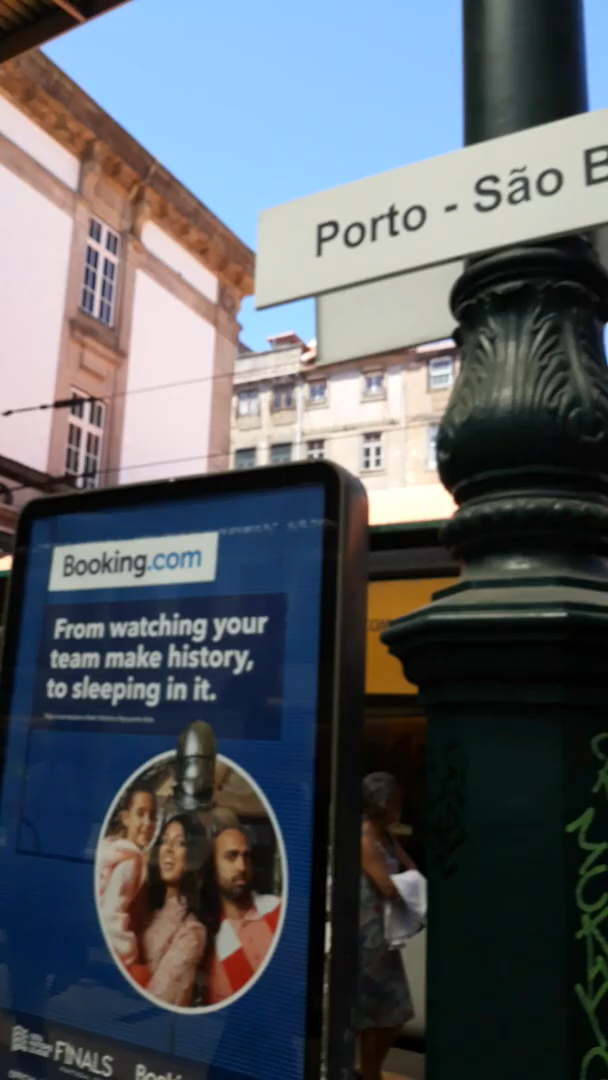 Porto - São B
Booking.com
From watching your
team make history,
to sleeping in it.
FINALS